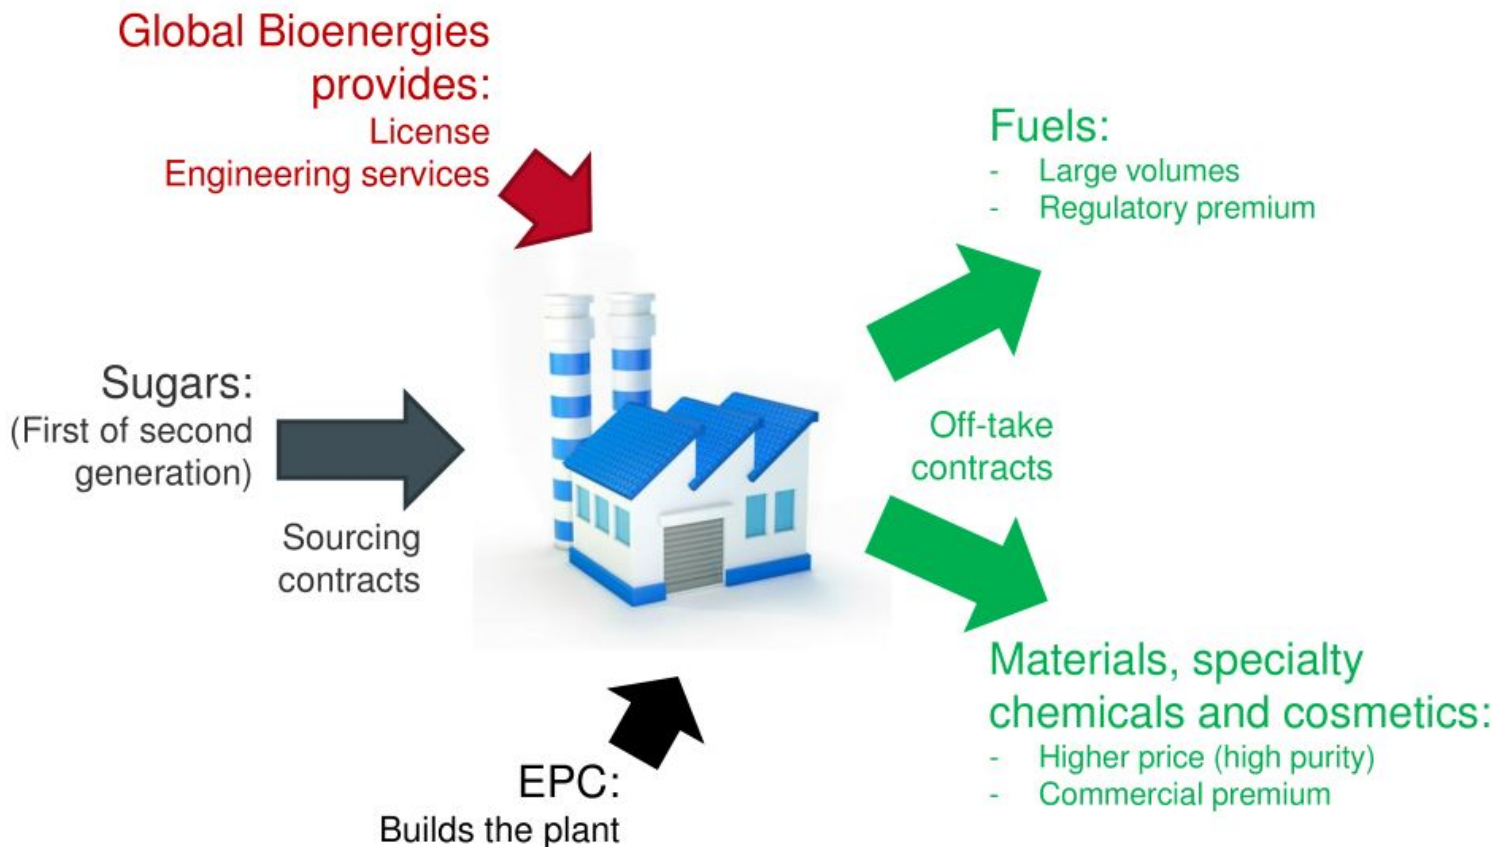 Global Bioenergies
provides:
License
Engineering services
Fuels:
- Large volumes
- Regulatory premium
Sugars:
(First of second
generation)
Sourcing
contracts
Off-take
contracts
Materials, specialty
chemicals and cosmetics:
- Higher price (high purity)
- Commercial premium
EPC:
Builds the plant